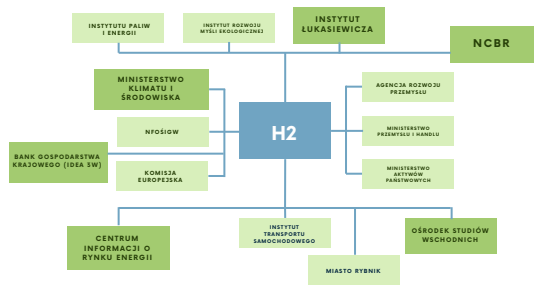 INSTYTUTU PALIW
I ENERGII
INSTYTUT ROZWOJU
MYŚLI EKOLOGICZNEJ
INSTYTUT
ŁUKASIEWICZA
NCBR
MINISTERSTWO
KLIMATU I
ŚRODOWISKA
NFOŚIGW
BANK GOSPODARSTWA
KRAJOWEGO (IDEA 3W)
KOMISJA
EUROPEJSKA
H2
AGENCJA ROZWOJU
PRZEMYSŁU
MINISTERSTWO
PRZEMYSŁU I HANDLU
MINISTERSTWO
AKTYWÓW
PAŃSTWOWYCH
CENTRUM
INFORMACJI O
RYNKU ENERGII
INSTYTUT
TRANSPORTU
SAMOCHODOWEGO
MIASTO RYBNIK
OŚRODEK STUDIÓW
WSCHODNICH